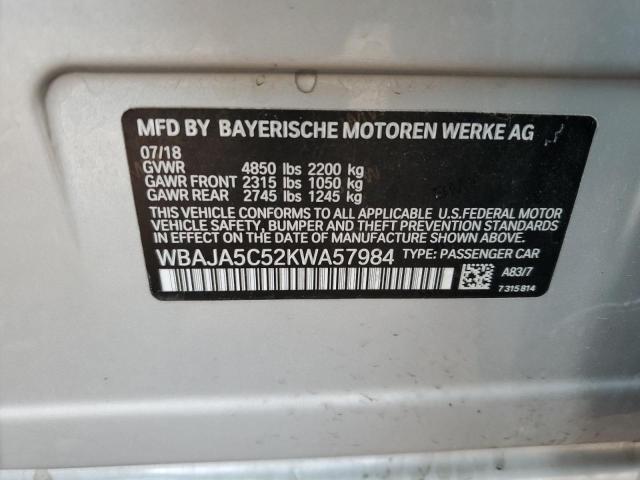 MFD BY BAYERISCHE MOTOREN WERKE AG
07/18
GVWR 4850 lbs 2200 kg
GAWR FRONT 2315 lbs 1050 kg
GAWR REAR 2745 lbs 1245 kg
THIS VEHICLE CONFORMS TO ALL APPLICABLE U.S.FEDERAL MOTOR
VEHICLE SAFETY, BUMPER AND THEFT PREVENTION STANDARDS
IN EFFECT ON THE DATE OF MANUFACTURE SHOWN ABOVE.
WBAJA5C52KWA57984 TYPE: PASSENGER CAR
A83/7
7 315 814